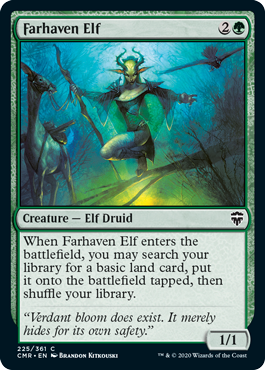 Farhaven Elf 2
Creature — Elf Druid
When Farhaven Elf enters the
battlefield, you may search your
library for a basic land card, put
it onto the battlefield tapped, then
shuffle your library.
“Verdant bloom does exist. It merely
hides for its own safety.”
1/1
225/361 C
CMR • EN Brandon Kitkouski
™ & © 2020 Wizards of the Coast